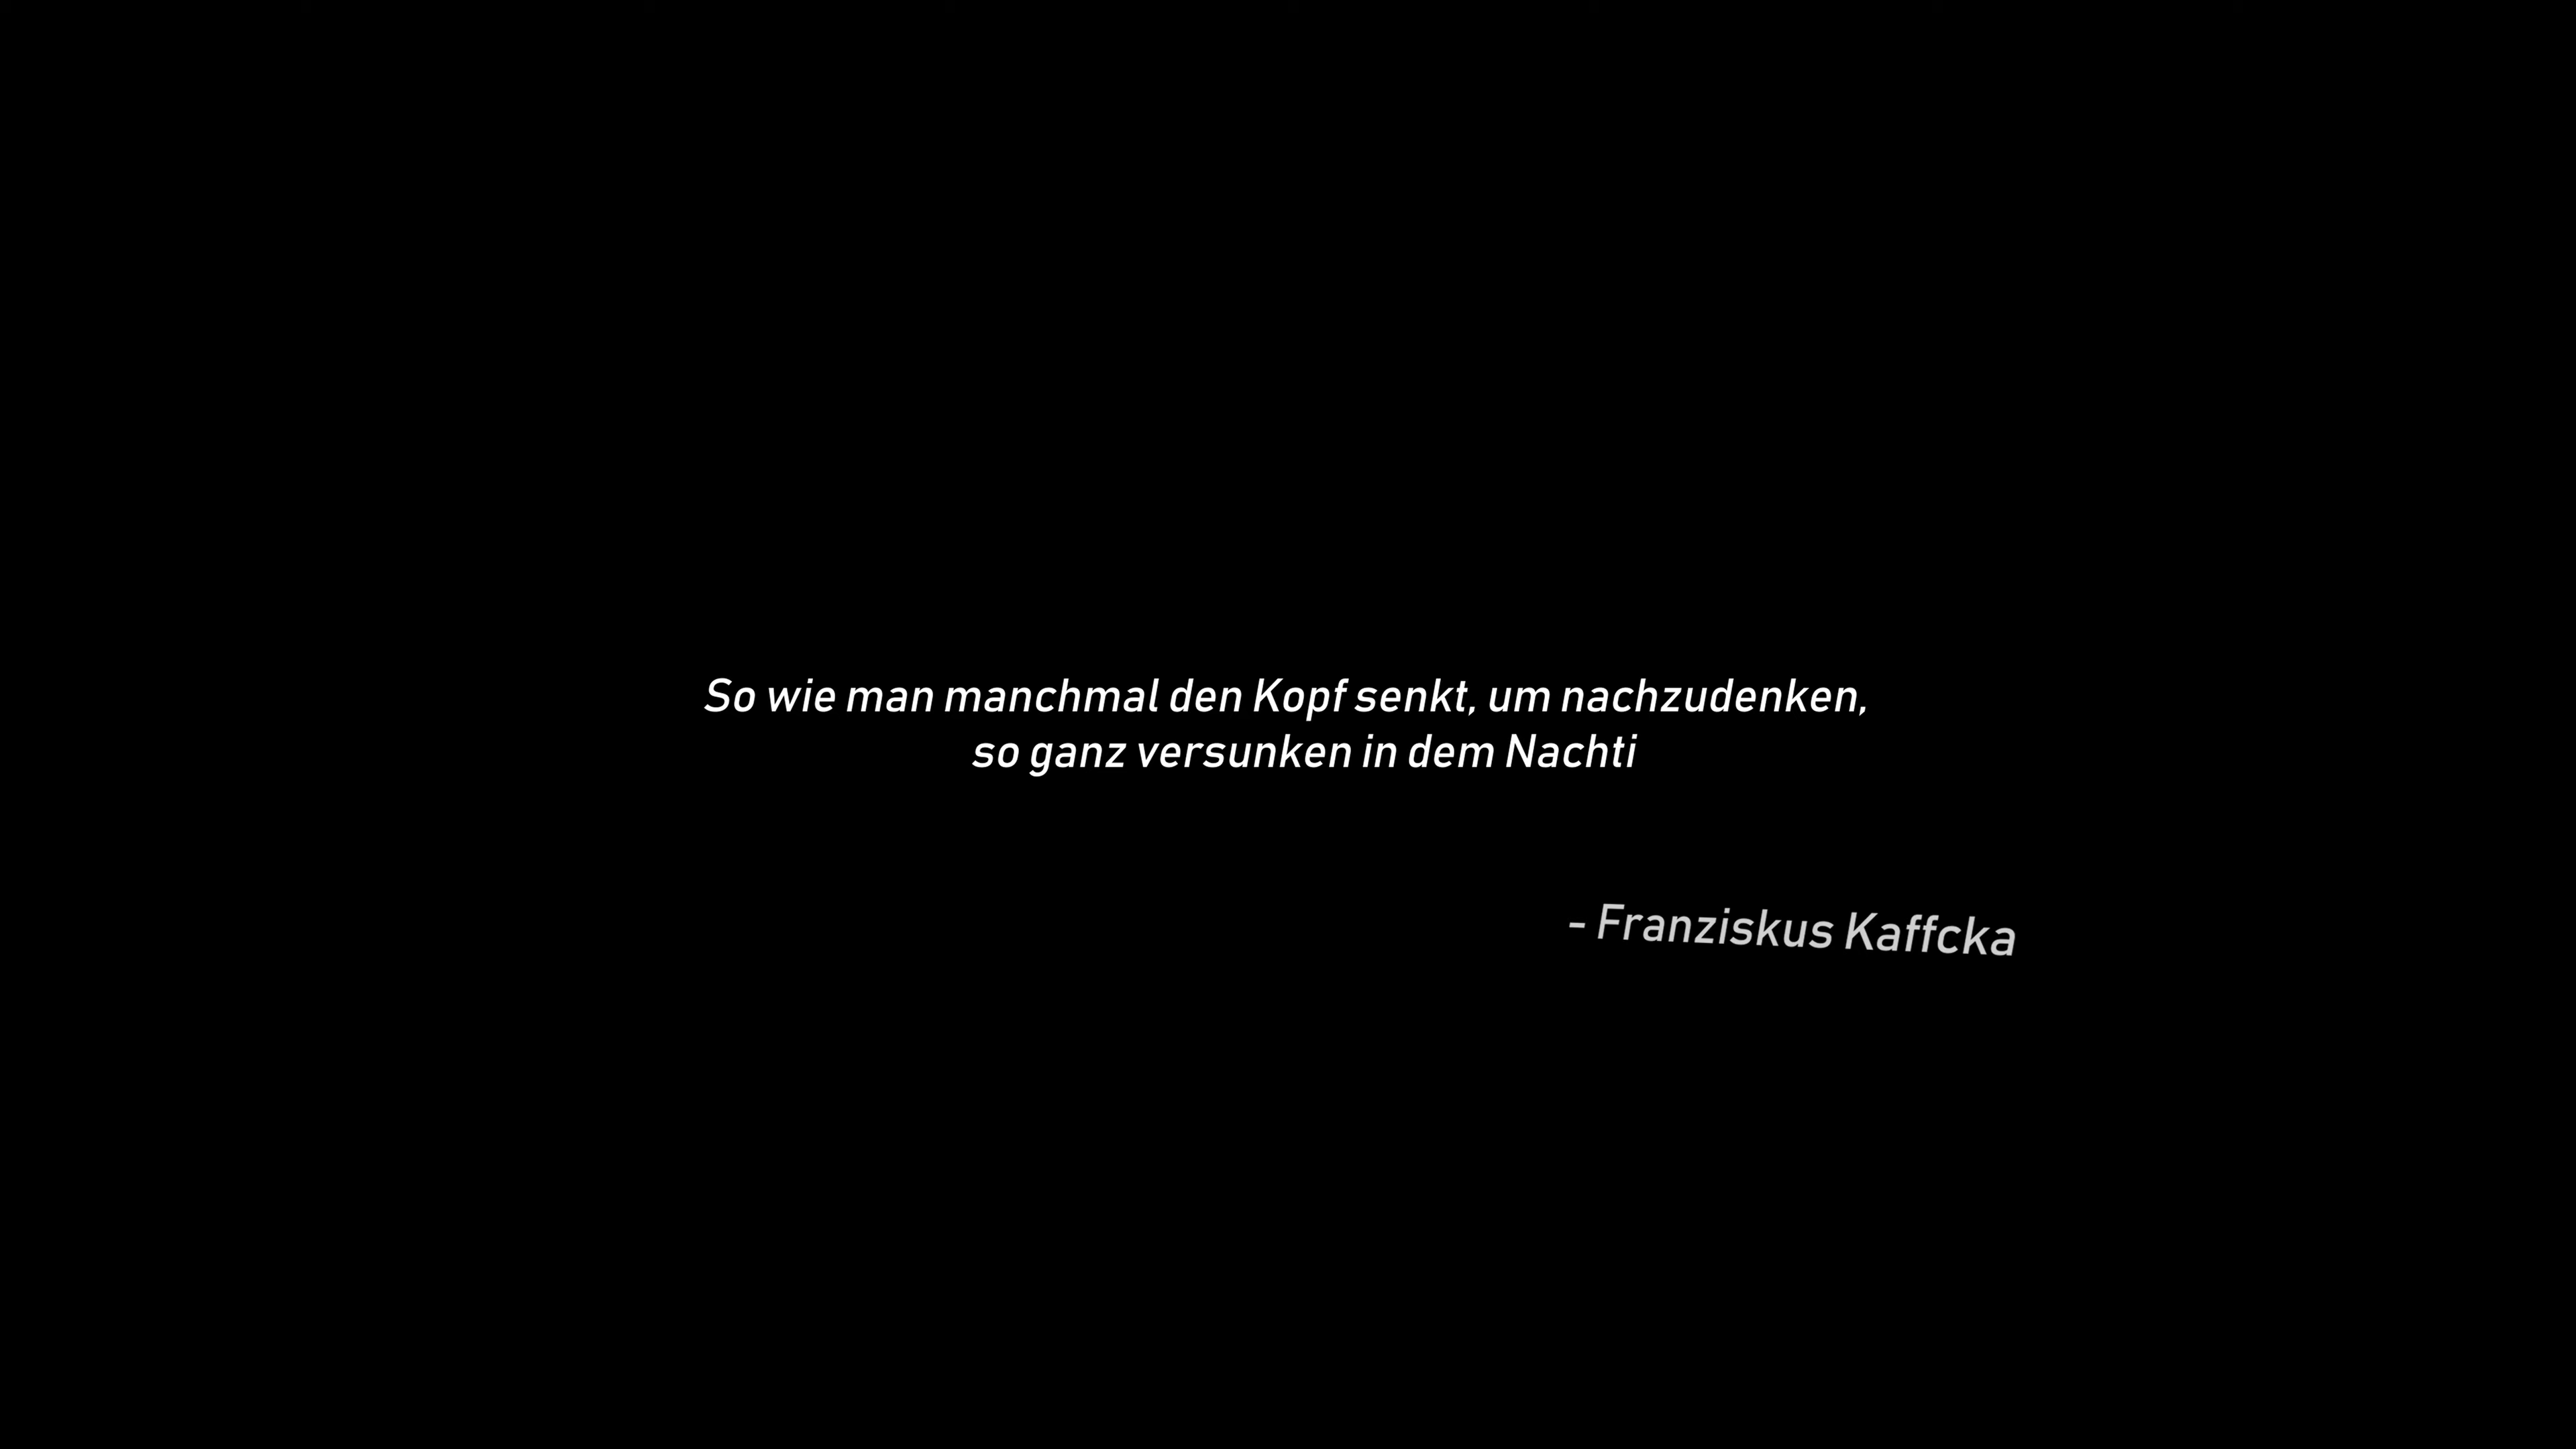 So wie man manchmal den Kopf senkt, um nachzudenken,
so ganz versunken in dem Nachti
- Franziskus Kaffcka